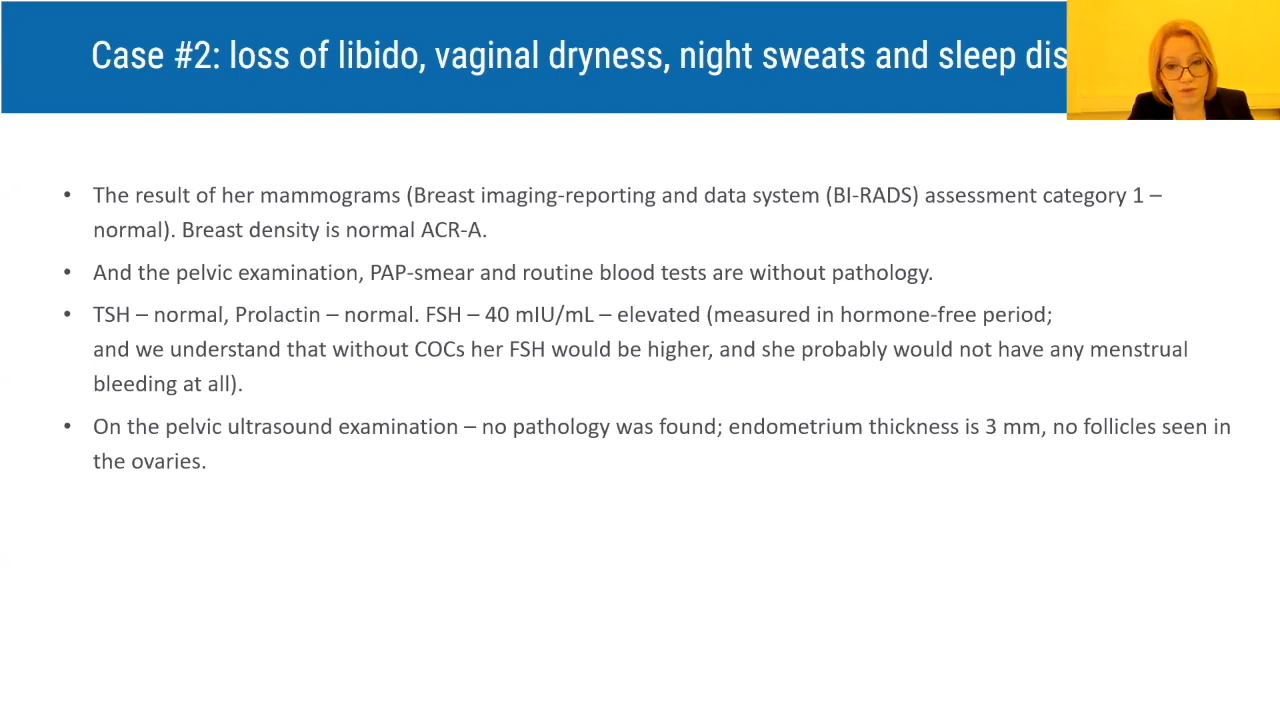 Case #2: loss of libido, vaginal dryness, night sweats and sleep dis
• The result of her mammograms (Breast imaging-reporting and data system (BI-RADS) assessment category 1 –
normal). Breast density is normal ACR-A.
• And the pelvic examination, PAP-smear and routine blood tests are without pathology.
• TSH – normal, Prolactin – normal. FSH – 40 mIU/mL – elevated (measured in hormone-free period;
and we understand that without COCs her FSH would be higher, and she probably would not have any menstrual
bleeding at all).
• On the pelvic ultrasound examination – no pathology was found; endometrium thickness is 3 mm, no follicles seen in
the ovaries.